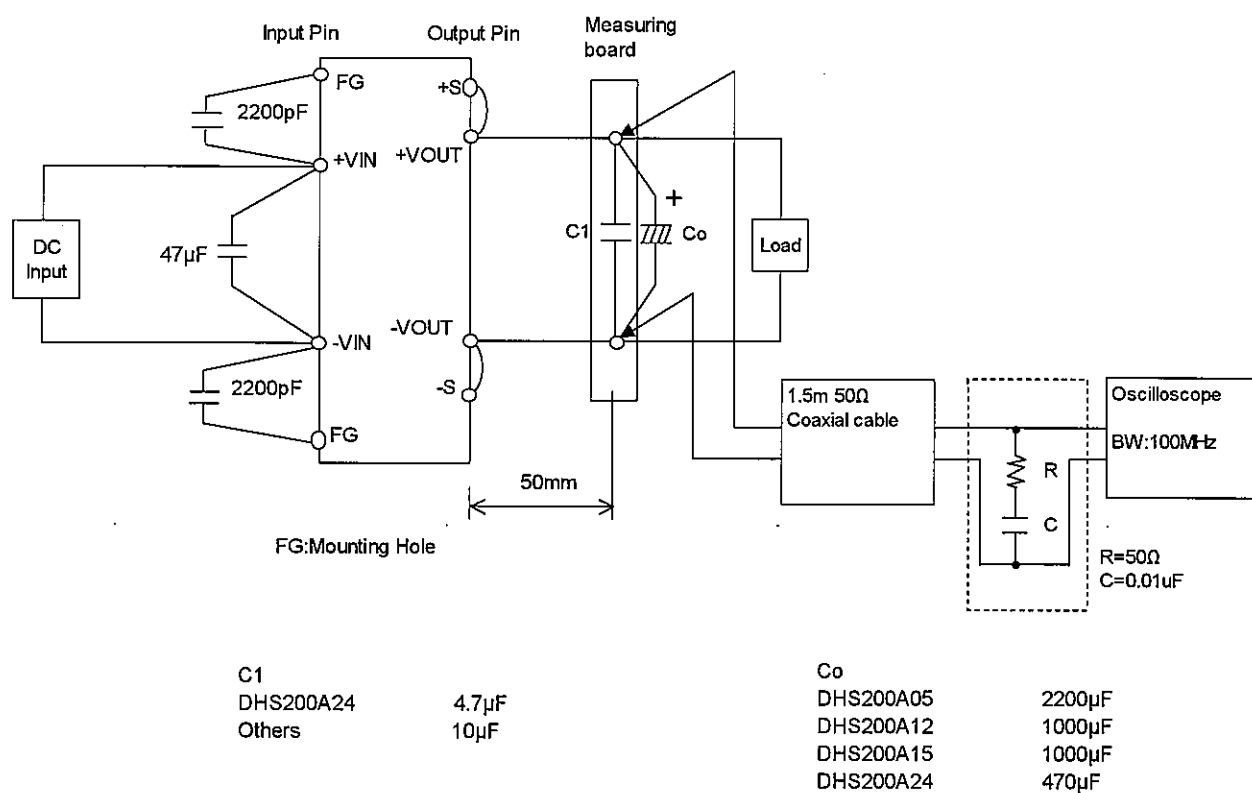 Input Pin
Output Pin
Measuring
board
FG
+S
2200pF
+VIN
+VOUT
+
DC
Input
47µF
C1
Co
Load
-VIN
-VOUT
2200pF
-S
FG
1.5m 50Ω
Coaxial cable
Oscilloscope
BW:100MHz
R
C
50mm
R=50Ω
C=0.01uF
FG:Mounting Hole
C1
DHS200A24 4.7µF
Others 10µF
Co
DHS200A05 2200µF
DHS200A12 1000µF
DHS200A15 1000µF
DHS200A24 470µF